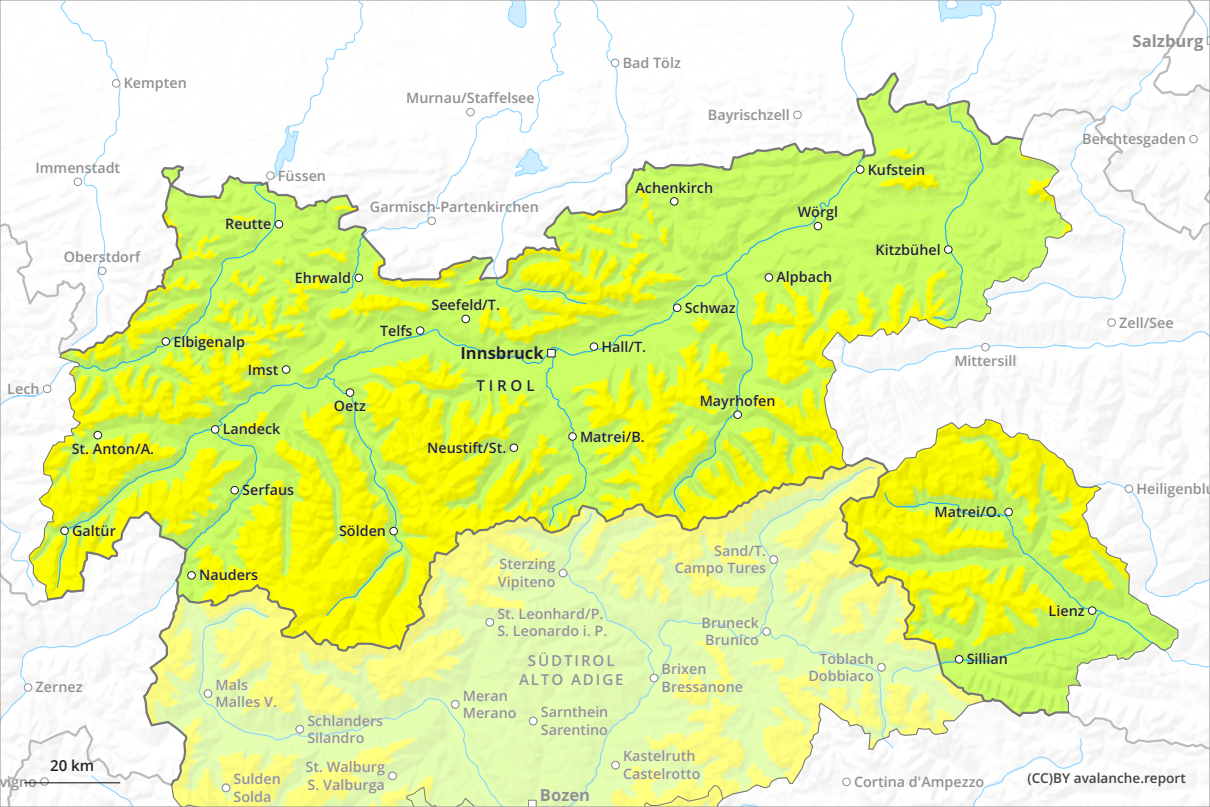 Salzburg
Bad Tölz
Kempten
Murnau/Staffelsee
Bayrischzell
Berchtesgaden
Immenstadt
Füssen
Kufstein
Achenkirch
Garmisch-Partenkirchen
Reutte
Wörgl
Oberstdorf
Kitzbühel
Ehrwald
Alpbach
Seefeld/T.
Schwaz
Telfs
Zell/See
Elbigenalp
Innsbruck
Hall/T.
Mittersill
Imst
TIROL
Lech
Oetz
Mayrhofen
Landeck
Matrei/B.
St. Anton/A.
Neustift/St.
Serfaus
Heiligenblu
Matrei/O.
Galtür
Sölden
Sand/T.
Campo Tures
Sterzing
Vipiteno
Nauders
St. Leonhard/P.
S. Leonardo i. P.
Lienz
Bruneck
Brunico
SÜDTIROL
ALTO ADIGE
Toblach
Dobbiaco
Sillian
Brixen
Bressanone
Zernez
Mals
Malles V.
Meran
Merano
Sarnthein
Sarentino
Schlanders
Silandro
Kastelruth
Castelrotto
St. Walburg
S. Valburga
20 km
Sulden
Solda
vigno
Cortina d'Ampezzo
(CC)BY avalanche.report
Bozen